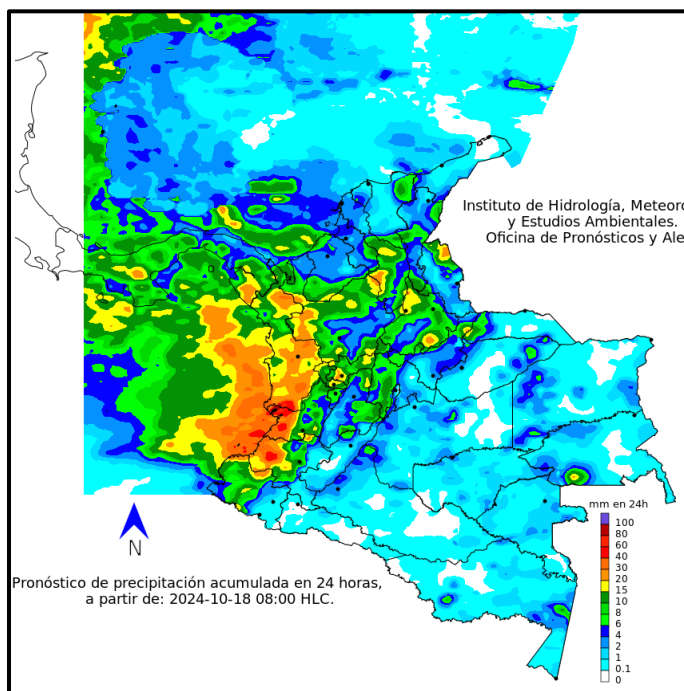 Instituto de Hidrología, Meteoro
y Estudios Ambientales.
Oficina de Pronósticos y Ale
N
Pronóstico de precipitación acumulada en 24 horas,
a partir de: 2024-10-18 08:00 HLC.
mm en 24h
100
80
60
40
30
20
15
10
8
6
4
2
1
0.1
0